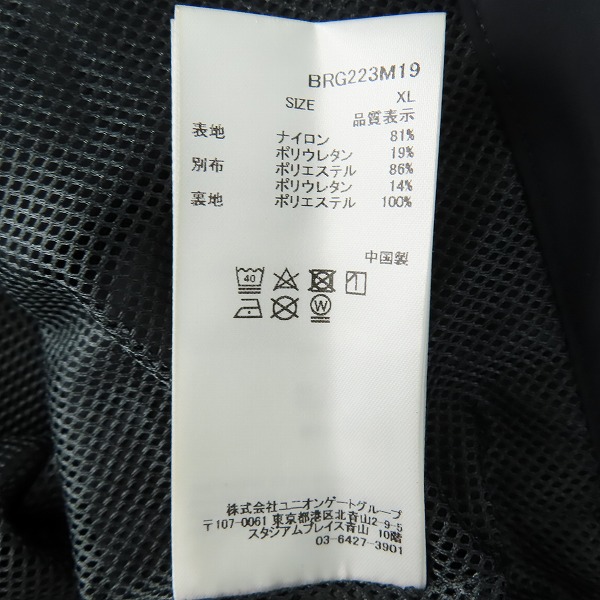 BRG223M19
SIZE XL
品質表示
表地 ナイロン 81%
ポリウレタン 19%
別布 ポリエステル 86%
ポリウレタン 14%
裏地 ポリエステル 100%
中国製
40
W
株式会社ユニオンゲートグループ
〒107-0061 東京都港区北青山2-9-5
スタジアムプレイス青山 10階
03-6427-3901